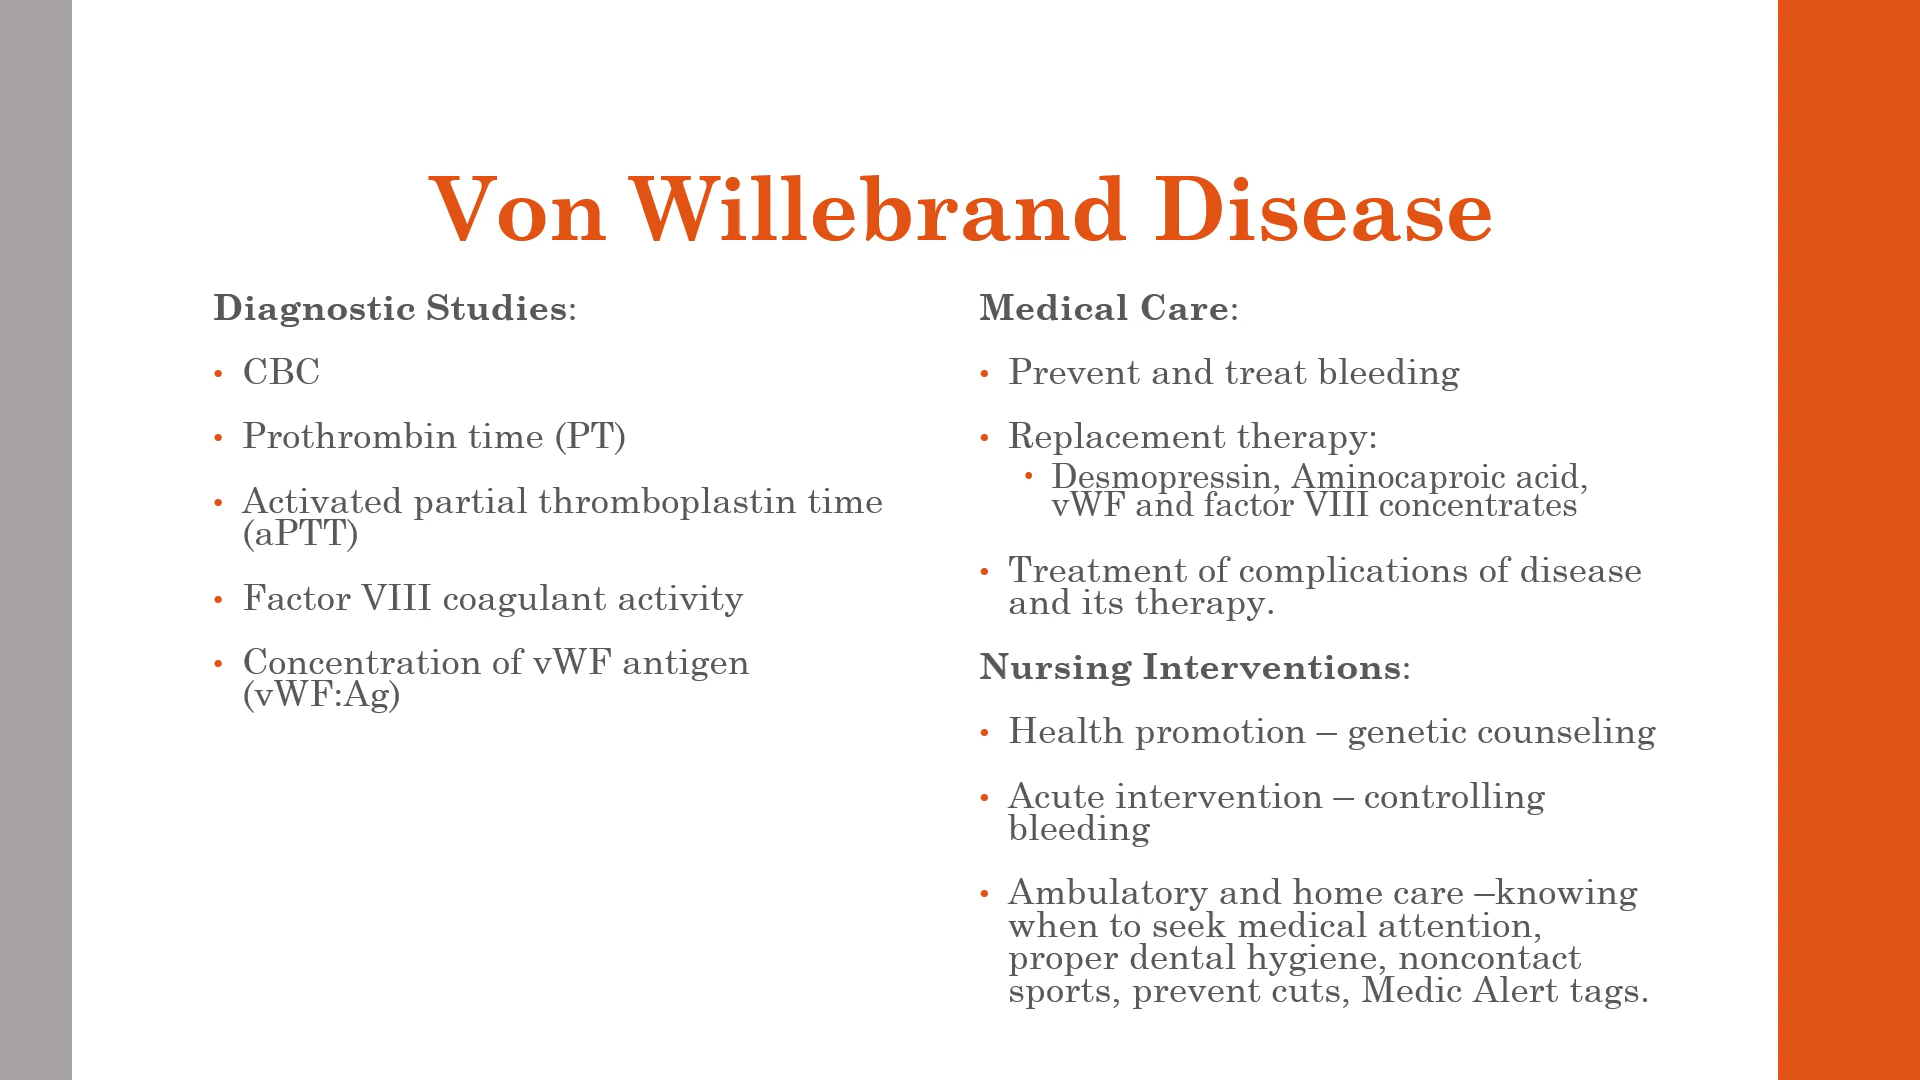 Von Willebrand Disease
Diagnostic Studies:
• CBC
• Prothrombin time (PT)
• Activated partial thromboplastin time
(aPTT)
• Factor VIII coagulant activity
• Concentration of vWF antigen
(vWF:Ag)
Medical Care:
• Prevent and treat bleeding
• Replacement therapy:
• Desmopressin, Aminocaproic acid,
vWF and factor VIII concentrates
• Treatment of complications of disease
and its therapy.
Nursing Interventions:
• Health promotion – genetic counseling
• Acute intervention – controlling
bleeding
• Ambulatory and home care –knowing
when to seek medical attention,
proper dental hygiene, noncontact
sports, prevent cuts, Medic Alert tags.